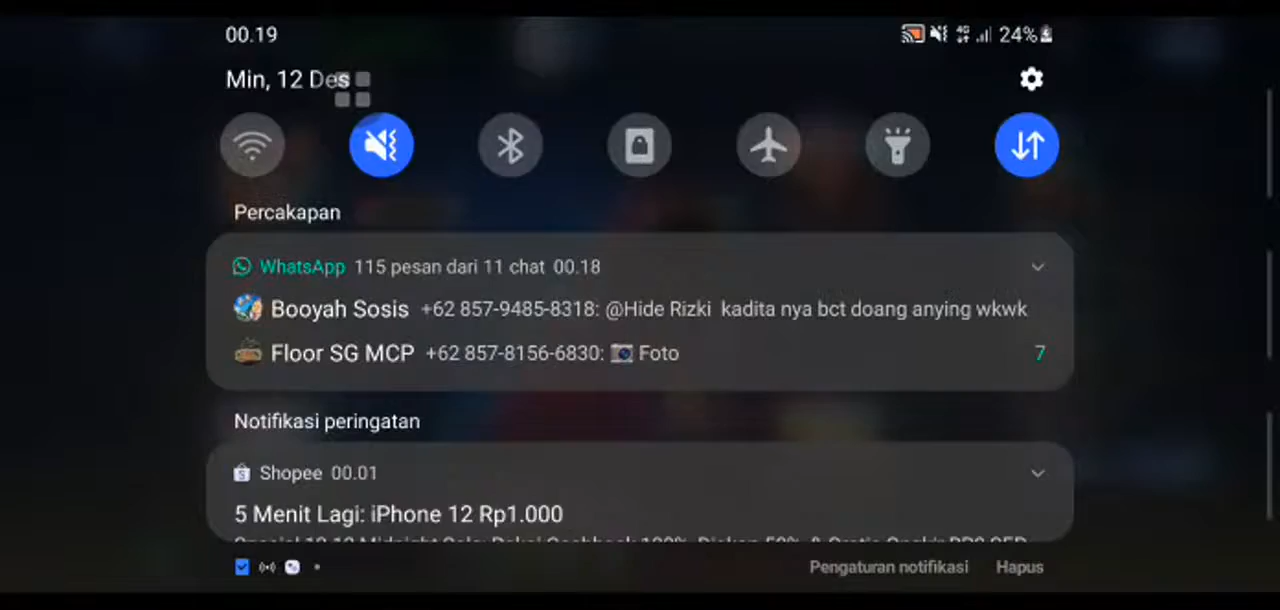 00.19
24%
Min, 12 Des
Percakapan
WhatsApp 115 pesan dari 11 chat 00.18
Booyah Sosis +62 857-9485-8318: @Hide Rizki kadita nya bct doang anying wkwk
Floor SG MCP +62 857-8156-6830: Foto 7
Notifikasi peringatan
Shopee 00.01
5 Menit Lagi: iPhone 12 Rp1.000
Pengaturan notifikasi Hapus